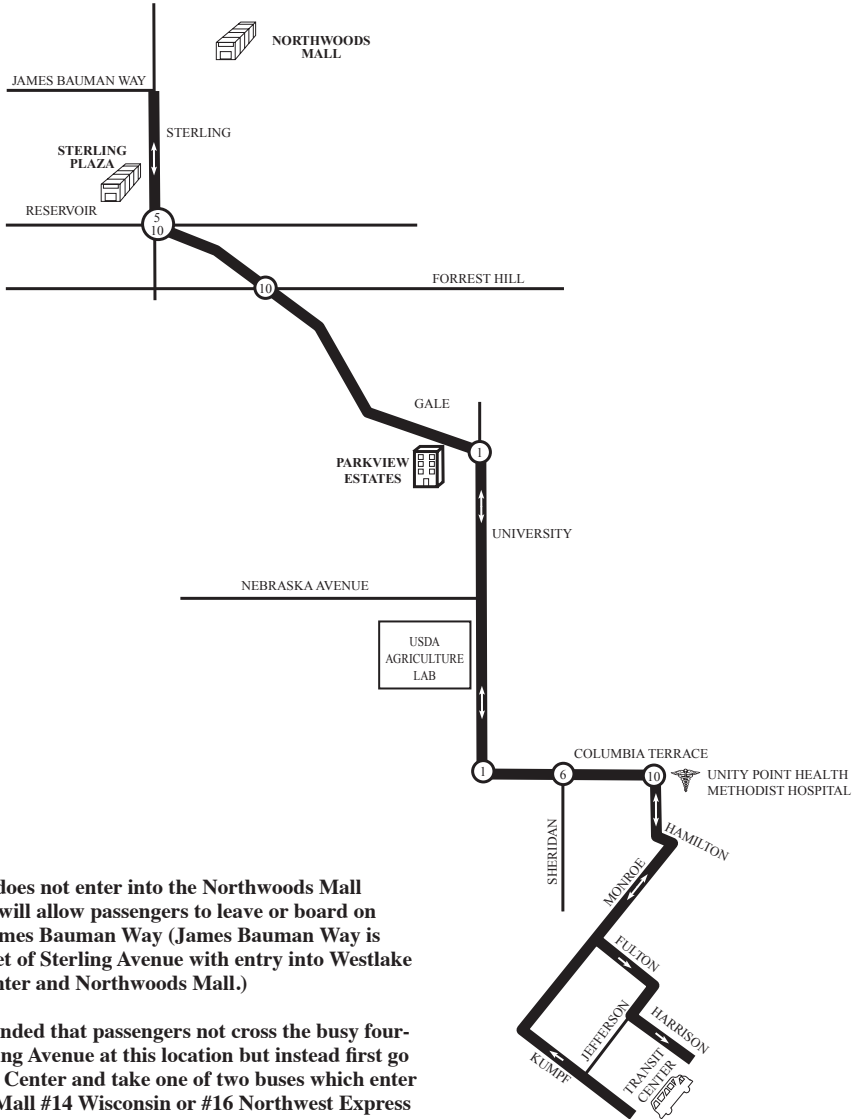 NORTHWOODS
MALL
JAMES BAUMAN WAY
STERLING
STERLING
PLAZA
RESERVOIR
5
10
FORREST HILL
10
GALE
1
PARKVIEW
ESTATES
UNIVERSITY
NEBRASKA AVENUE
USDA
AGRICULTURE
LAB
COLUMBIA TERRACE
1
6
10
UNITY POINT HEALTH
METHODIST HOSPITAL
SHERIDAN
HAMILTON
MONROE
FULTON
JEFFERSON
HARRISON
KUMPF
TRANSIT
CENTER
does not enter into the Northwoods Mall
will allow passengers to leave or board on
mes Bauman Way (James Bauman Way is
et of Sterling Avenue with entry into Westlake
nter and Northwoods Mall.)
nded that passengers not cross the busy four-
ng Avenue at this location but instead first go
Center and take one of two buses which enter
Mall #14 Wisconsin or #16 Northwest Express